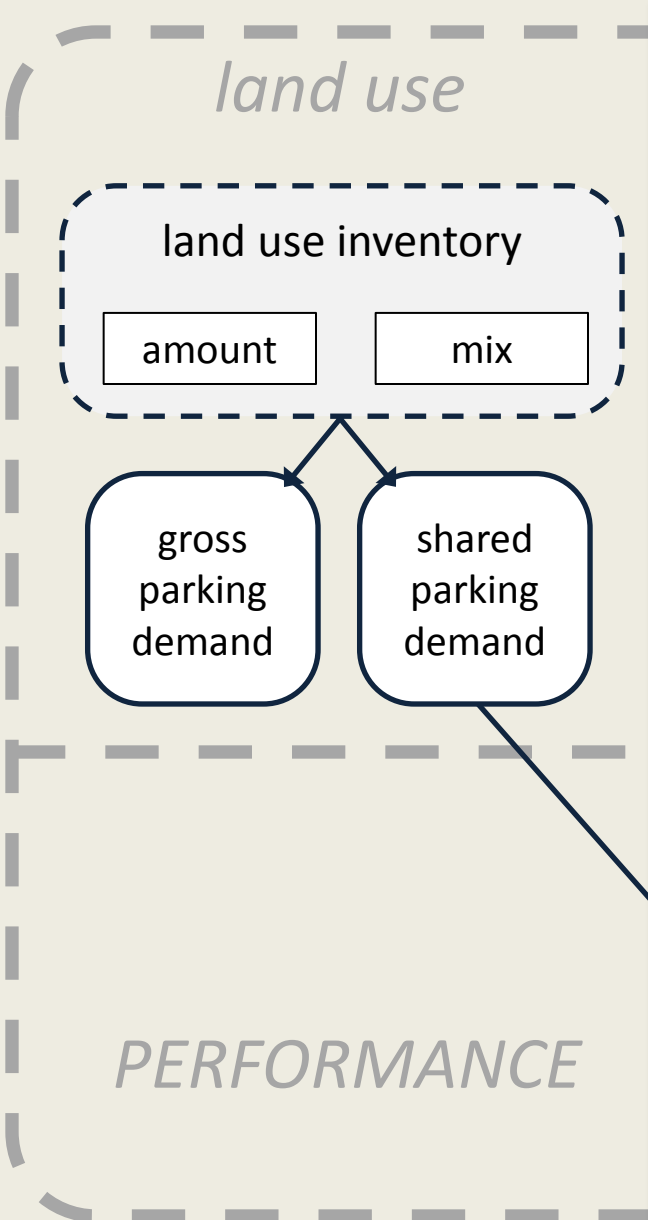 land use
land use inventory
amount
mix
gross
parking
demand
shared
parking
demand
PERFORMANCE